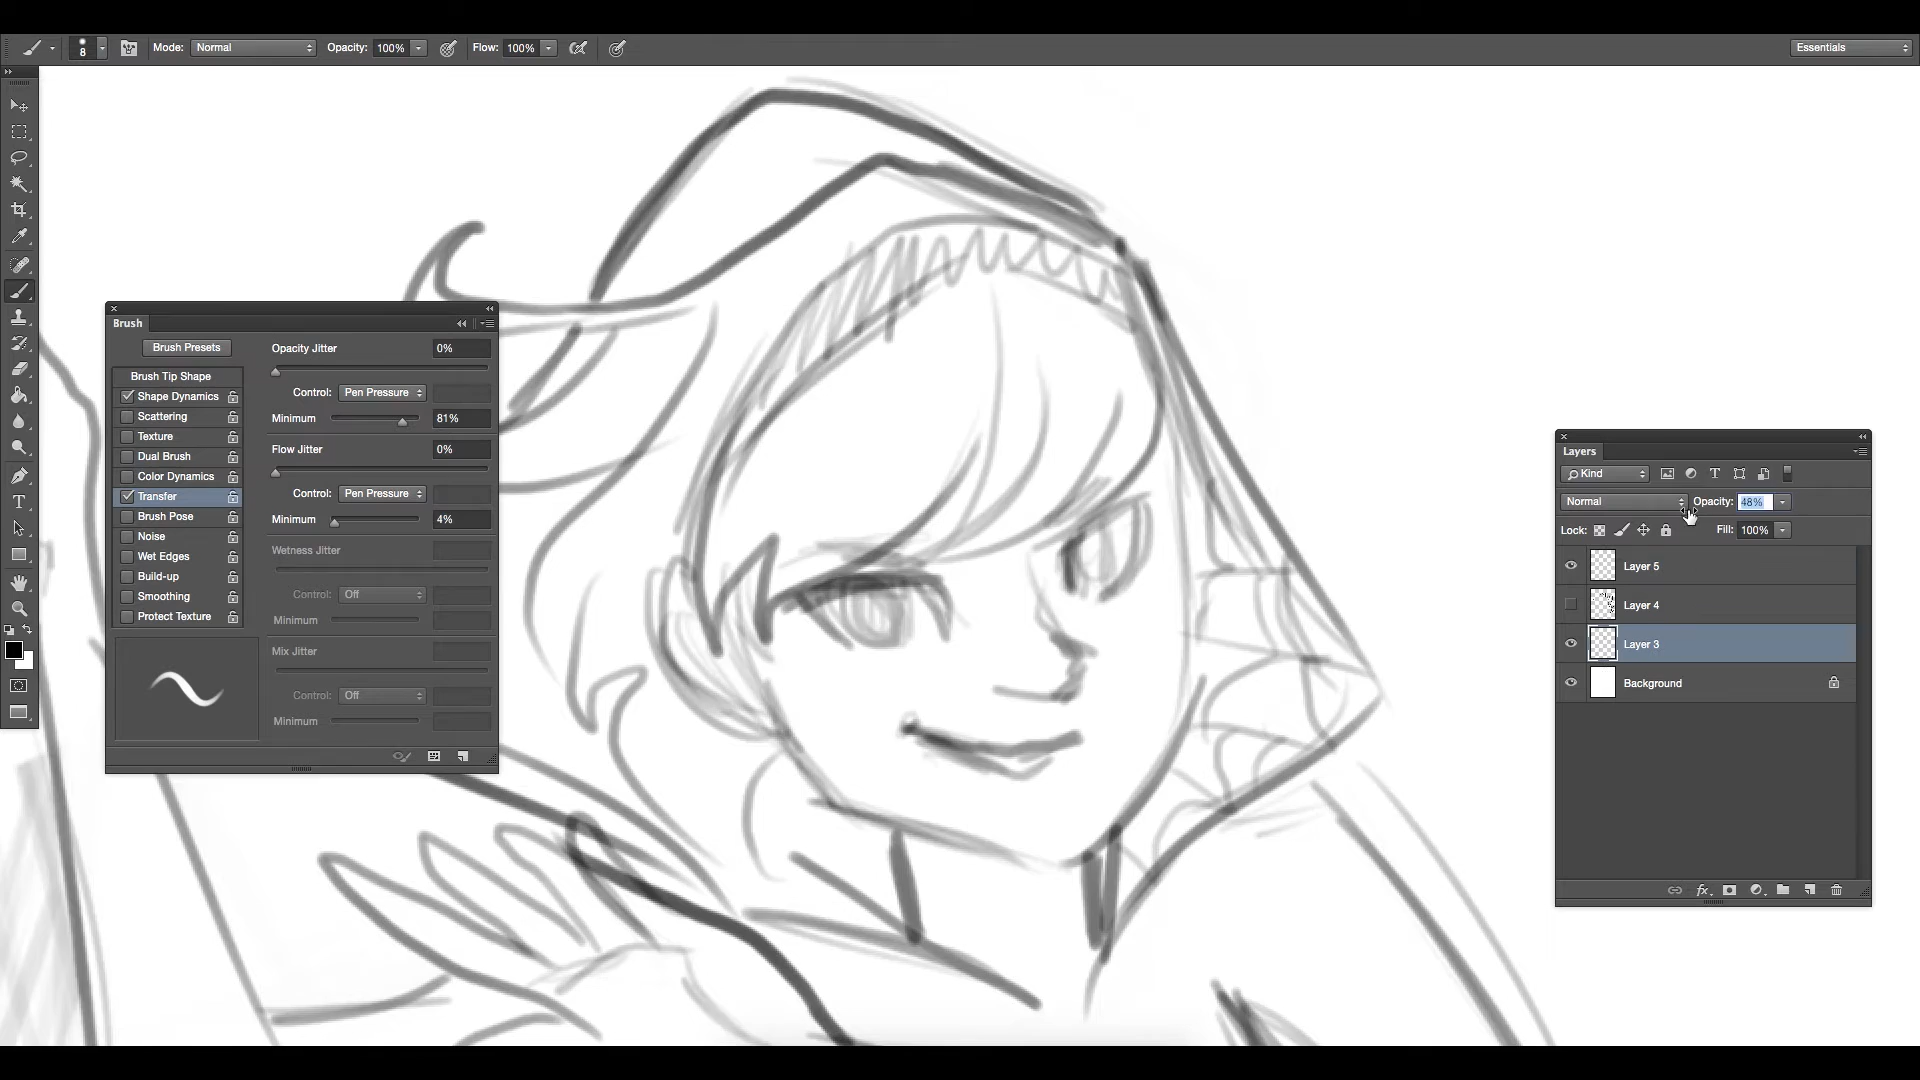 8
Mode: Normal Opacity: 100% Flow: 100%
Essentials
Brush
Brush Presets
Brush Tip Shape
Shape Dynamics
Scattering
Texture
Dual Brush
Color Dynamics
Transfer
Brush Pose
Noise
Wet Edges
Build-up
Smoothing
Protect Texture
Opacity Jitter 0%
Control: Pen Pressure
Minimum 81%
Flow Jitter 0%
Control: Pen Pressure
Minimum 4%
Wetness Jitter
Control: Off
Minimum
Mix Jitter
Control: Off
Minimum
Layers
Kind
Normal Opacity: 48%
Lock: Fill: 100%
Layer 5
Layer 4
Layer 3
Background